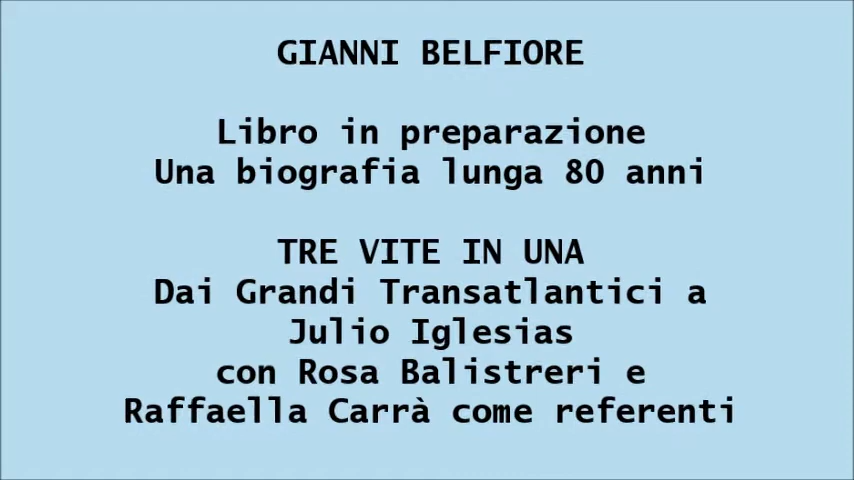 GIANNI BELFIORE
Libro in preparazione
Una biografia lunga 80 anni
TRE VITE IN UNA
Dai Grandi Transatlantici a
Julio Iglesias
con Rosa Balistreri e
Raffaella Carrà come referenti